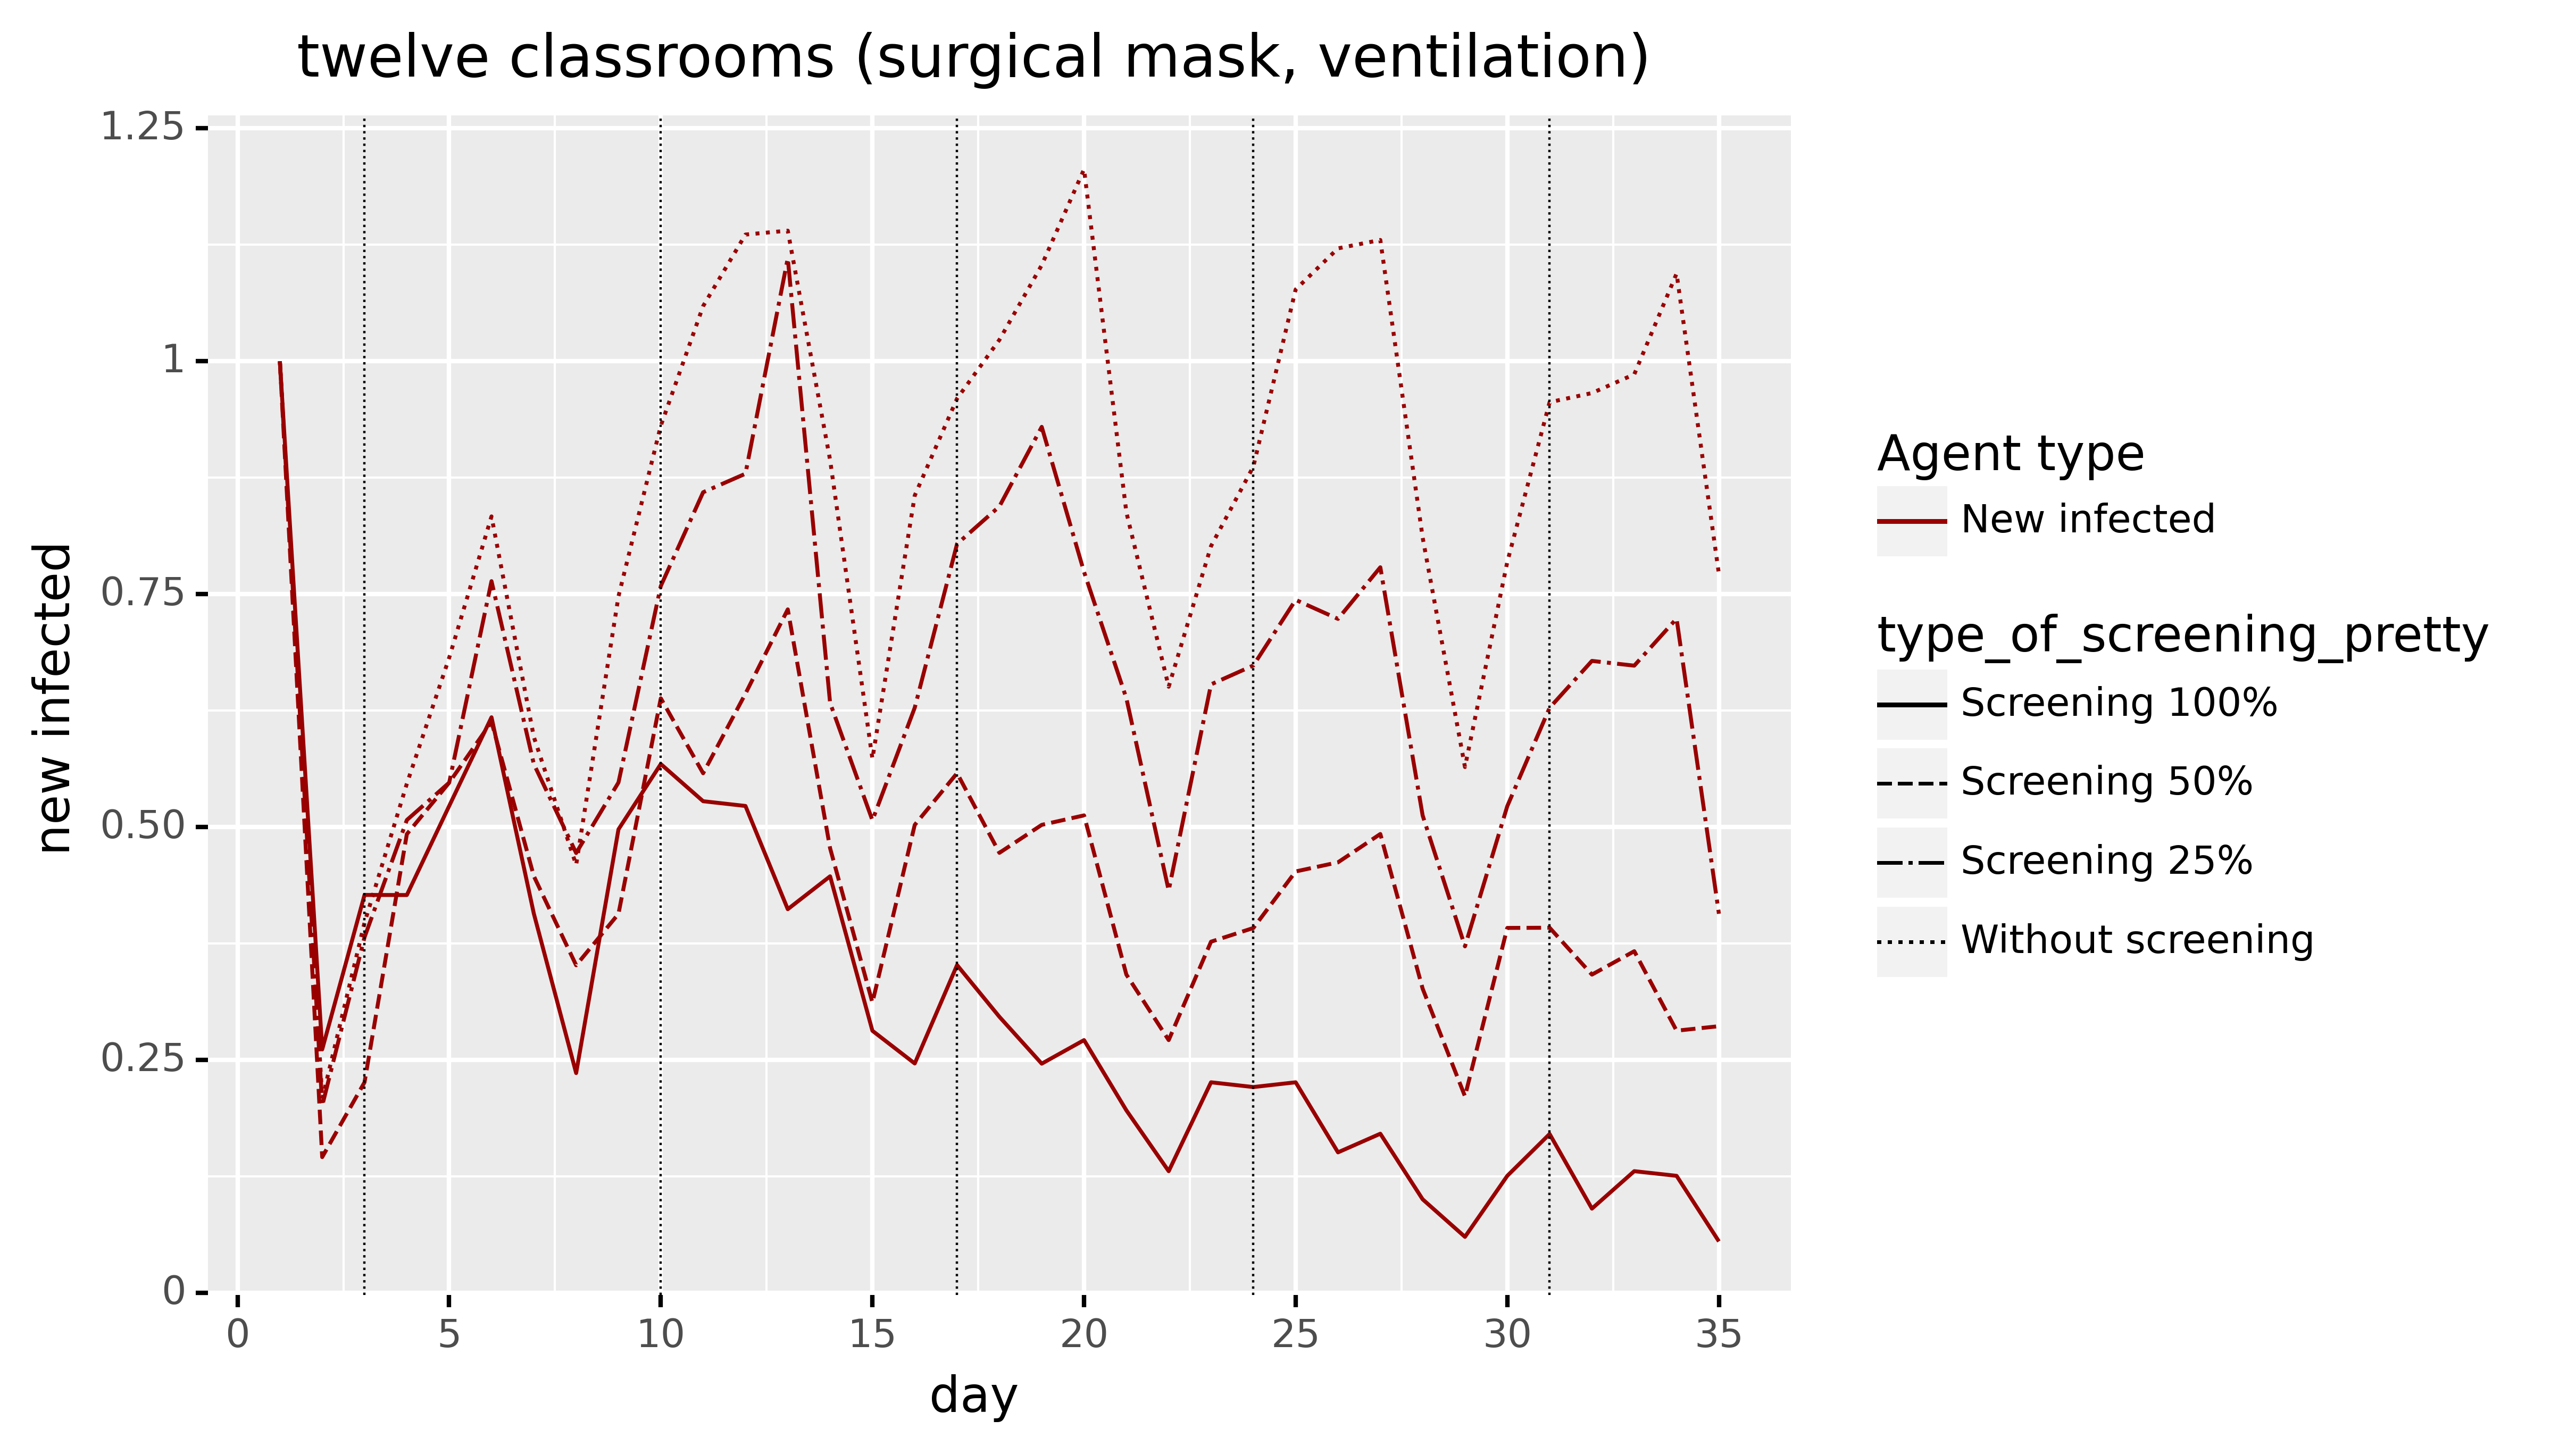 twelve classrooms (surgical mask, ventilation)
new infected
1.25
1
0.75
0.50
0.25
0
0 5 10 15 20 25 30 35
day
Agent type
New infected
type_of_screening_pretty
Screening 100%
Screening 50%
Screening 25%
Without screening